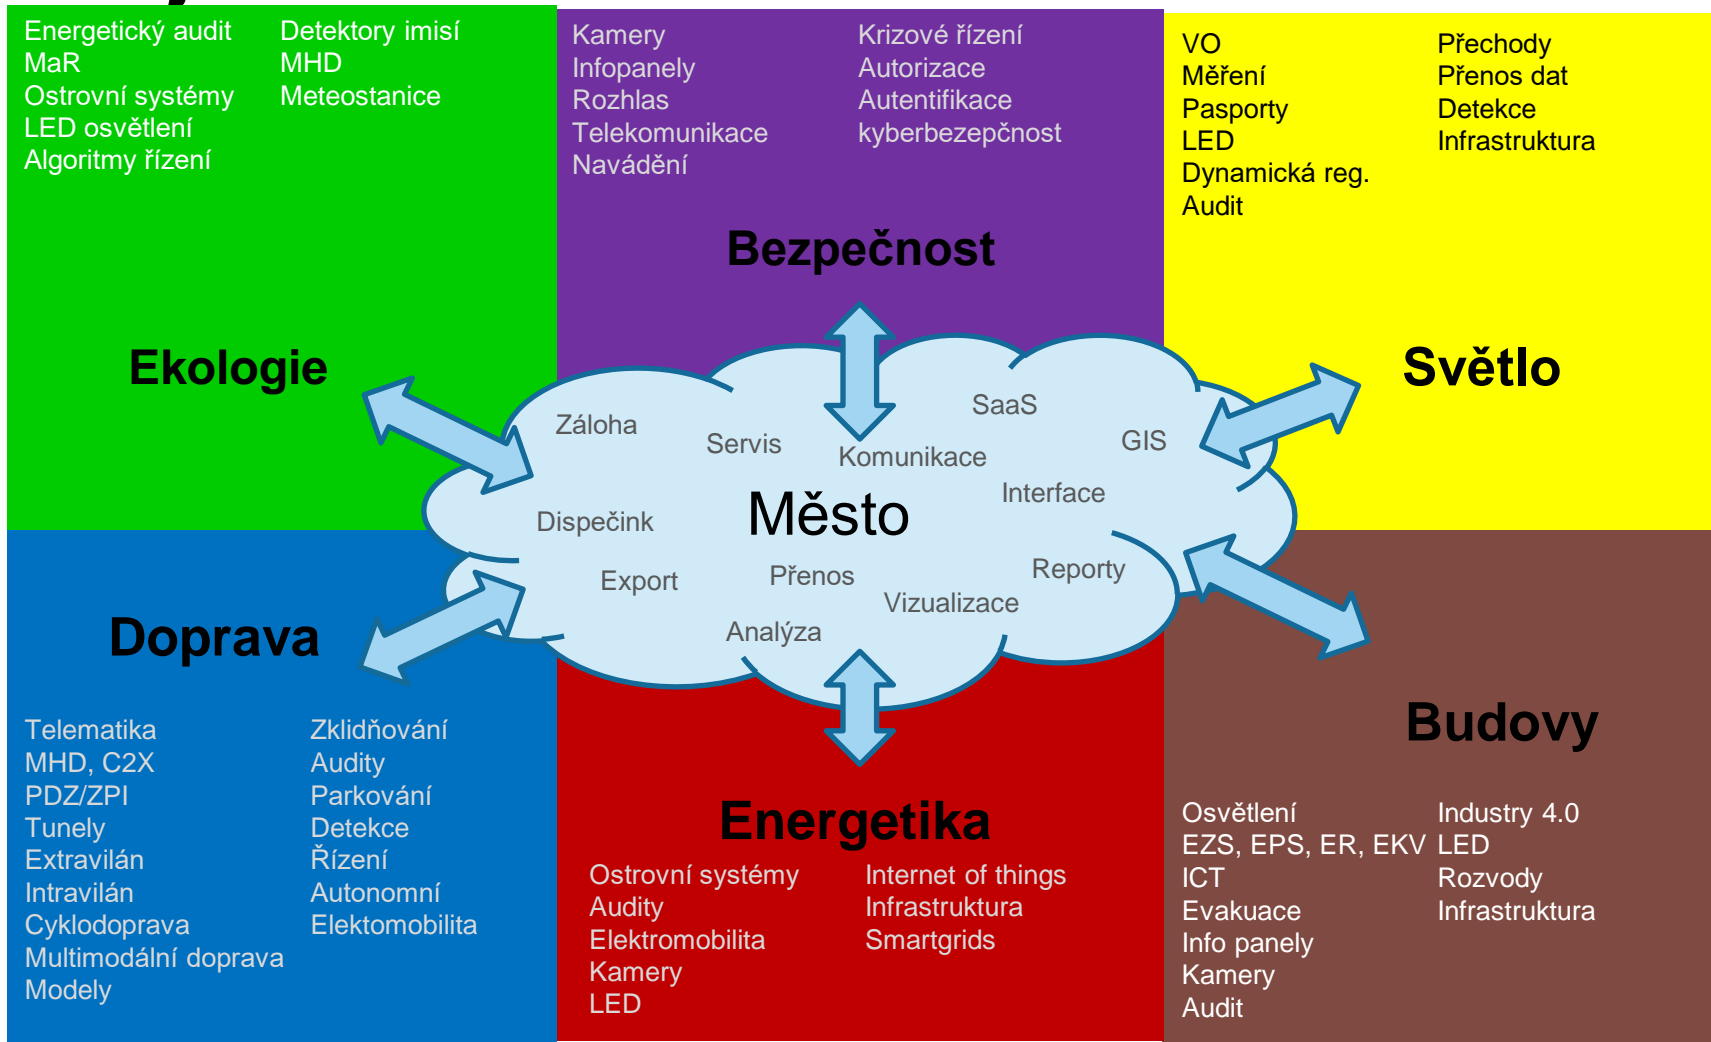 Energetický audit
MaR
Ostrovní systémy
LED osvětlení
Algoritmy řízení
Detektory imisí
MHD
Meteostanice
Ekologie
Kamery
Infopanely
Rozhlas
Telekomunikace
Navádění
Krizové řízení
Autorizace
Autentifikace
kyberbezepčnost
Bezpečnost
VO
Měření
Pasporty
LED
Dynamická reg.
Audit
Přechody
Přenos dat
Detekce
Infrastruktura
Světlo
Záloha
Servis
Komunikace
SaaS
GIS
Interface
Město
Dispečink
Export
Přenos
Reporty
Vizualizace
Analýza
Doprava
Telematika
MHD, C2X
PDZ/ZPI
Tunely
Extravilán
Intravilán
Cyklodoprava
Multimodální doprava
Modely
Zklidňování
Audity
Parkování
Detekce
Řízení
Autonomní
Elektomobilita
Energetika
Ostrovní systémy
Audity
Elektromobilita
Kamery
LED
Internet of things
Infrastruktura
Smartgrids
Budovy
Osvětlení
EZS, EPS, ER, EKV
ICT
Evakuace
Info panely
Kamery
Audit
Industry 4.0
LED
Rozvody
Infrastruktura